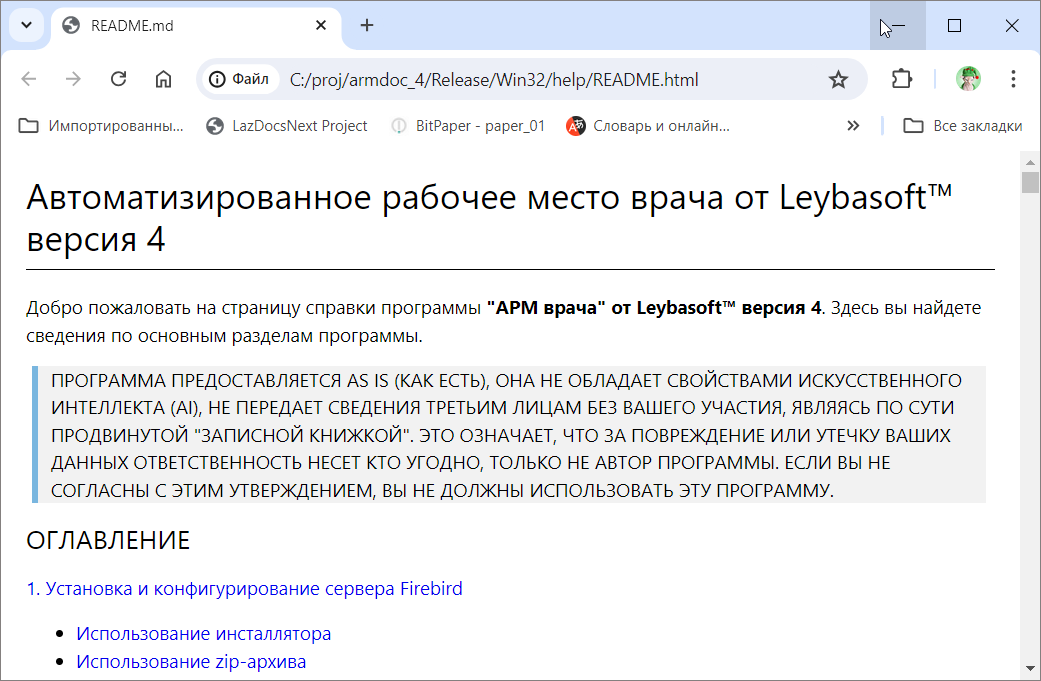 README.md
Файл
C:/proj/armdoc_4/Release/Win32/help/README.html
Импортированны...
LazDocsNext Project
BitPaper - paper_01
Словарь и онлайн...
Все закладки
Автоматизированное рабочее место врача от Leybasoft™
версия 4
Добро пожаловать на страницу справки программы "АРМ врача" от Leybasoft™ версия 4. Здесь вы найдете
сведения по основным разделам программы.
ПРОГРАММА ПРЕДОСТАВЛЯЕТСЯ AS IS (КАК ЕСТЬ), ОНА НЕ ОБЛАДАЕТ СВОЙСТВАМИ ИСКУССТВЕННОГО
ИНТЕЛЛЕКТА (AI), НЕ ПЕРЕДАЕТ СВЕДЕНИЯ ТРЕТЬИМ ЛИЦАМ БЕЗ ВАШЕГО УЧАСТИЯ, ЯВЛЯЯСЬ ПО СУТИ
ПРОДВИНУТОЙ "ЗАПИСНОЙ КНИЖКОЙ". ЭТО ОЗНАЧАЕТ, ЧТО ЗА ПОВРЕЖДЕНИЕ ИЛИ УТЕЧКУ ВАШИХ
ДАННЫХ ОТВЕТСТВЕННОСТЬ НЕСЕТ КТО УГОДНО, ТОЛЬКО НЕ АВТОР ПРОГРАММЫ. ЕСЛИ ВЫ НЕ
СОГЛАСНЫ С ЭТИМ УТВЕРЖДЕНИЕМ, ВЫ НЕ ДОЛЖНЫ ИСПОЛЬЗОВАТЬ ЭТУ ПРОГРАММУ.
ОГЛАВЛЕНИЕ
1. Установка и конфигурирование сервера Firebird
• Использование инсталлятора
• Использование zip-архива